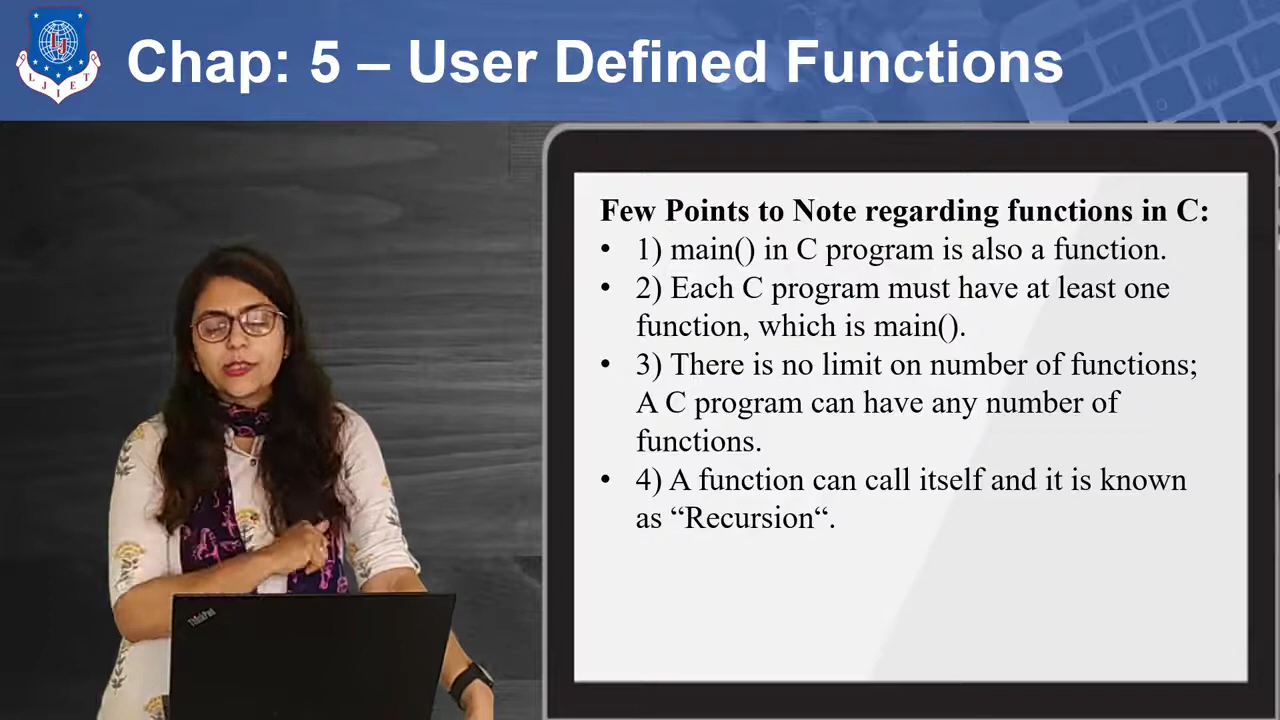 Chap: 5 – User Defined Functions
L J I E T
Few Points to Note regarding functions in C:
• 1) main() in C program is also a function.
• 2) Each C program must have at least one
function, which is main().
• 3) There is no limit on number of functions;
A C program can have any number of
functions.
• 4) A function can call itself and it is known
as “Recursion“.
ThinkPad